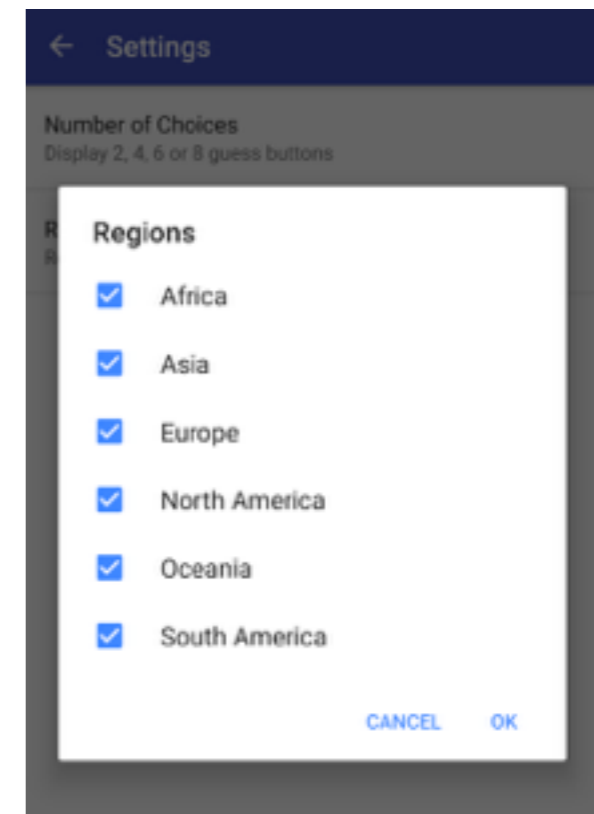 Settings
Number of Choices
Display 2, 4, 6 or 8 guess buttons
Regions
Africa
Asia
Europe
North America
Oceania
South America
CANCEL OK